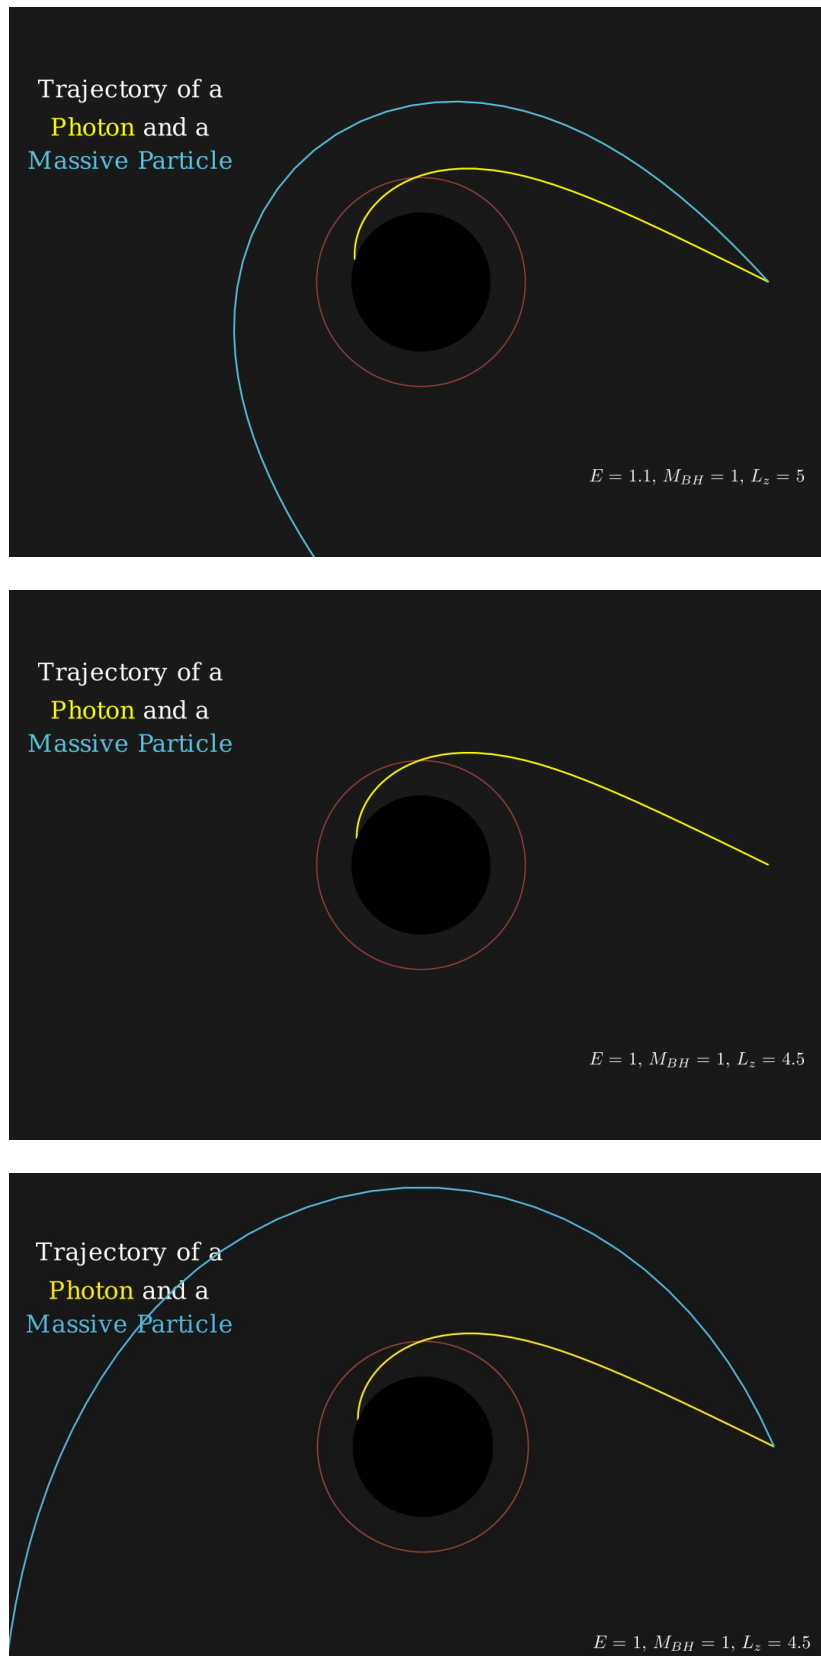 Trajectory of a
Photon and a
Massive Particle
E = 1.1, M_BH = 1, L_z = 5
Trajectory of a
Photon and a
Massive Particle
E = 1, M_BH = 1, L_z = 4.5
Trajectory of a
Photon and a
Massive Particle
E = 1, M_BH = 1, L_z = 4.5